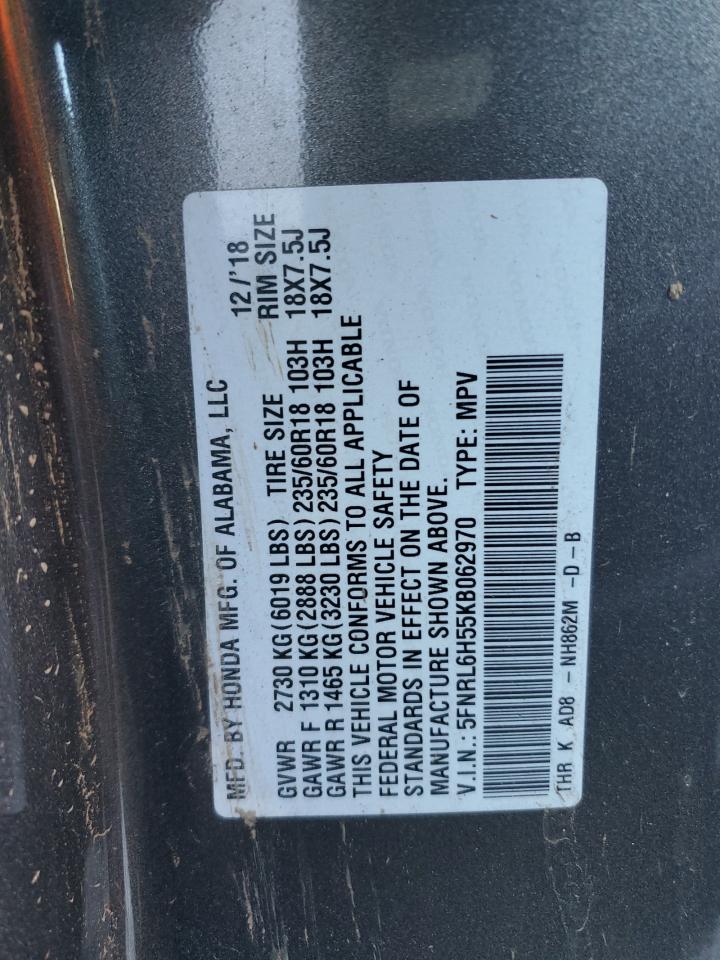 MFD. BY HONDA MFG. OF ALABAMA, LLC 12/'18
GVWR 2730 KG(6019 LBS) TIRE SIZE RIM SIZE
GAWR F 1310 KG(2888 LBS)235/60R18 103H 18X7.5J
GAWR R 1465 KG(3230 LBS)235/60R18 103H 18X7.5J
THIS VEHICLE CONFORMS TO ALL APPLICABLE
FEDERAL MOTOR VEHICLE SAFETY
STANDARDS IN EFFECT ON THE DATE OF
MANUFACTURE SHOWN ABOVE.
V.I.N.: 5FNRL6H55KB062970 TYPE: MPV
THR K AD8 - NH862M -D -B